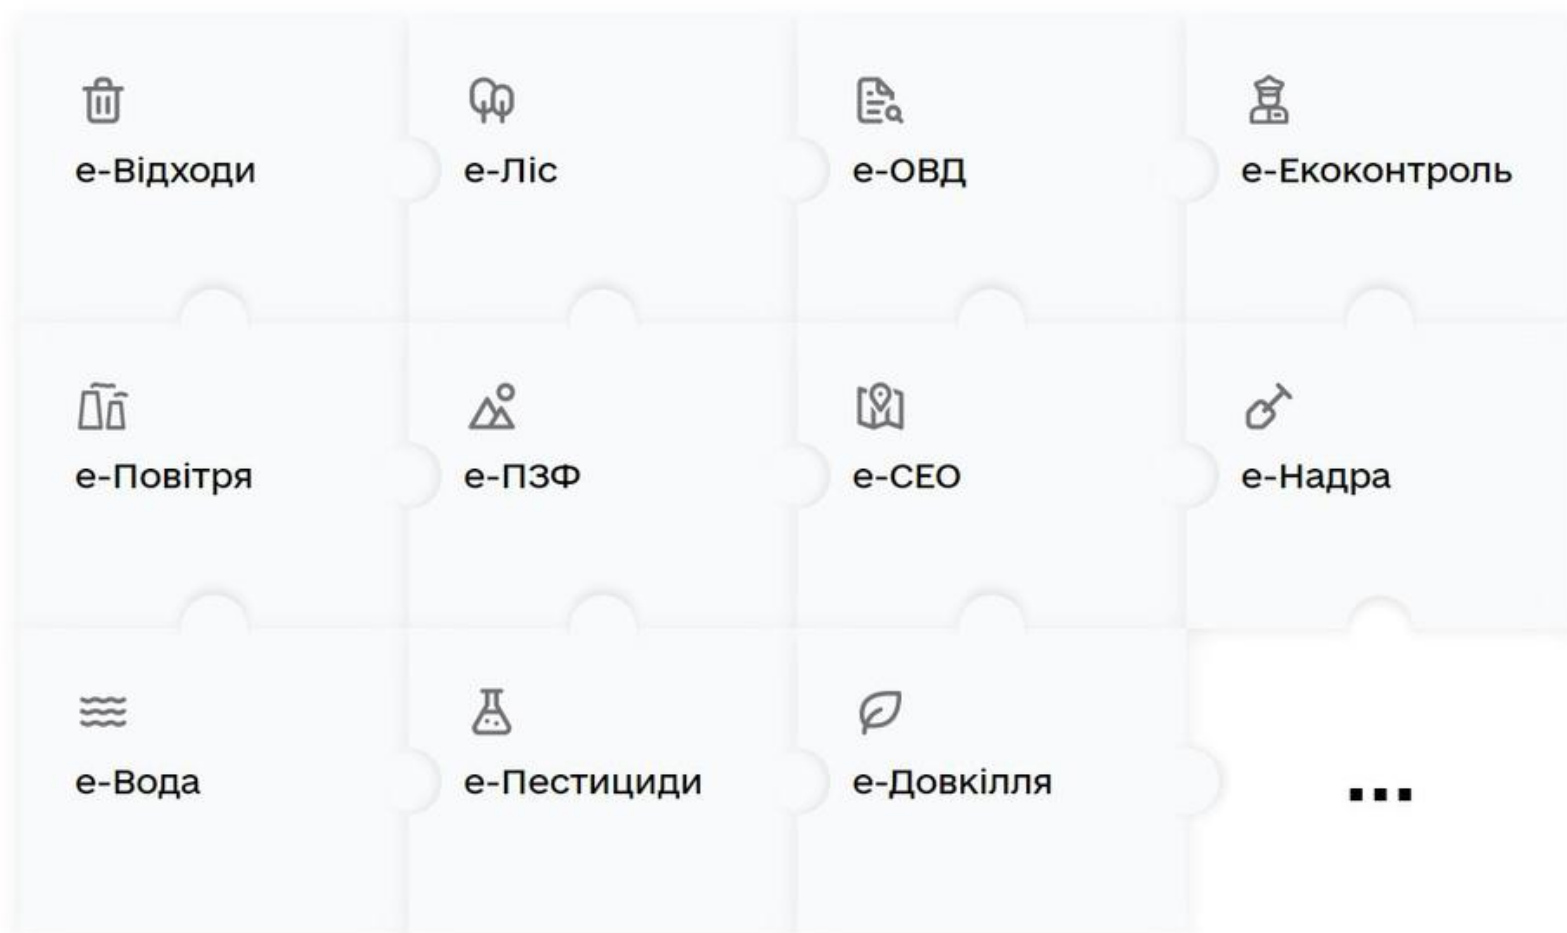 е-Відходи
е-Ліс
е-ОВД
е-Екоконтроль
е-Повітря
е-ПЗФ
е-СЕО
е-Надра
е-Вода
е-Пестициди
е-Довкілля
...